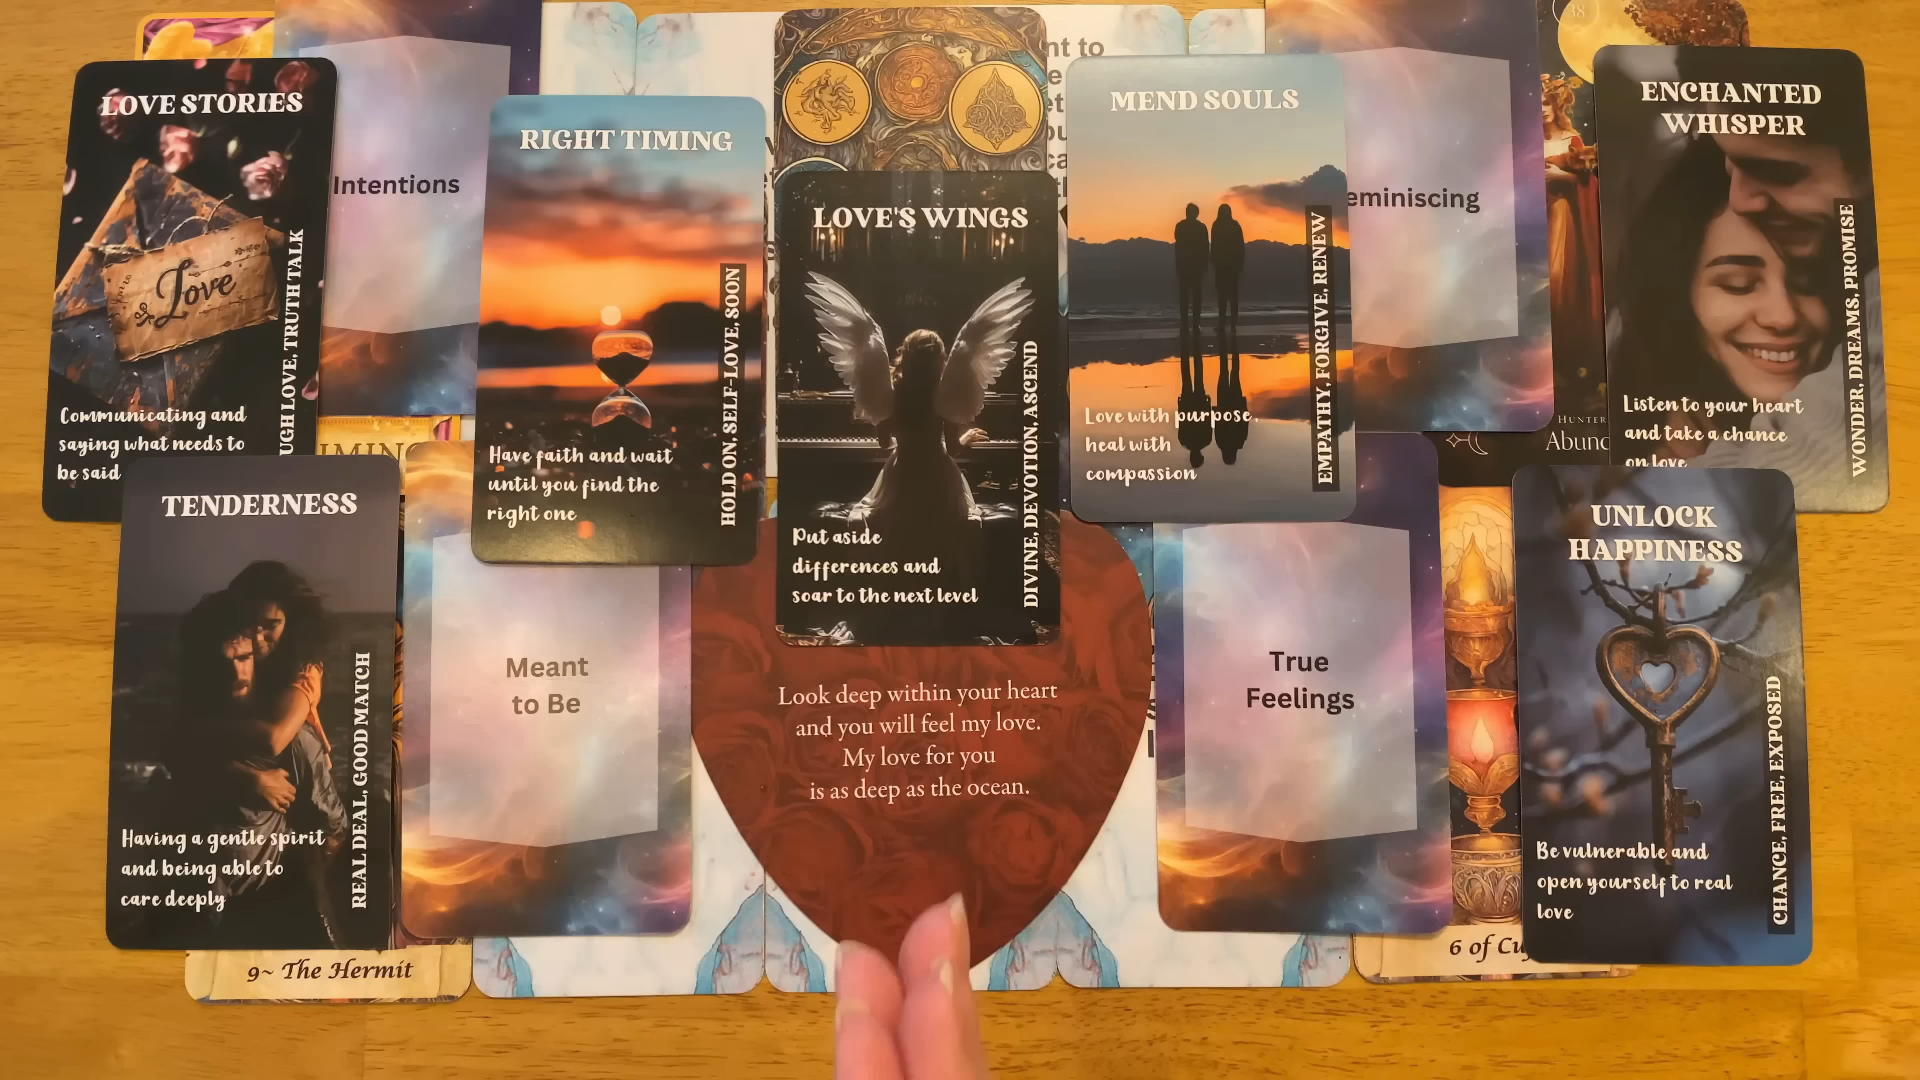 LOVE STORIES
Communicating and
saying what needs to
be said
LOVE, TRUTH TALK
Love
Intentions
RIGHT TIMING
Have faith and wait
until you find the
right one
HOLD ON, SELF-LOVE, SOON
LOVE'S WINGS
Put aside
differences and
soar to the next level
DIVINE, DEVOTION, ASCEND
MEND SOULS
Love with purpose,
heal with
compassion
EMPATHY, FORGIVE, RENEW
38
ENCHANTED
WHISPER
Listen to your heart
and take a chance
on love
WONDER, DREAMS, PROMISE
TENDERNESS
Having a gentle spirit
and being able to
care deeply
REAL DEAL, GOOD MATCH
9~ The Hermit
Meant
to Be
Look deep within your heart
and you will feel my love.
My love for you
is as deep as the ocean.
True
Feelings
UNLOCK
HAPPINESS
Be vulnerable and
open yourself to real
love
CHANCE, FREE, EXPOSED
6 of